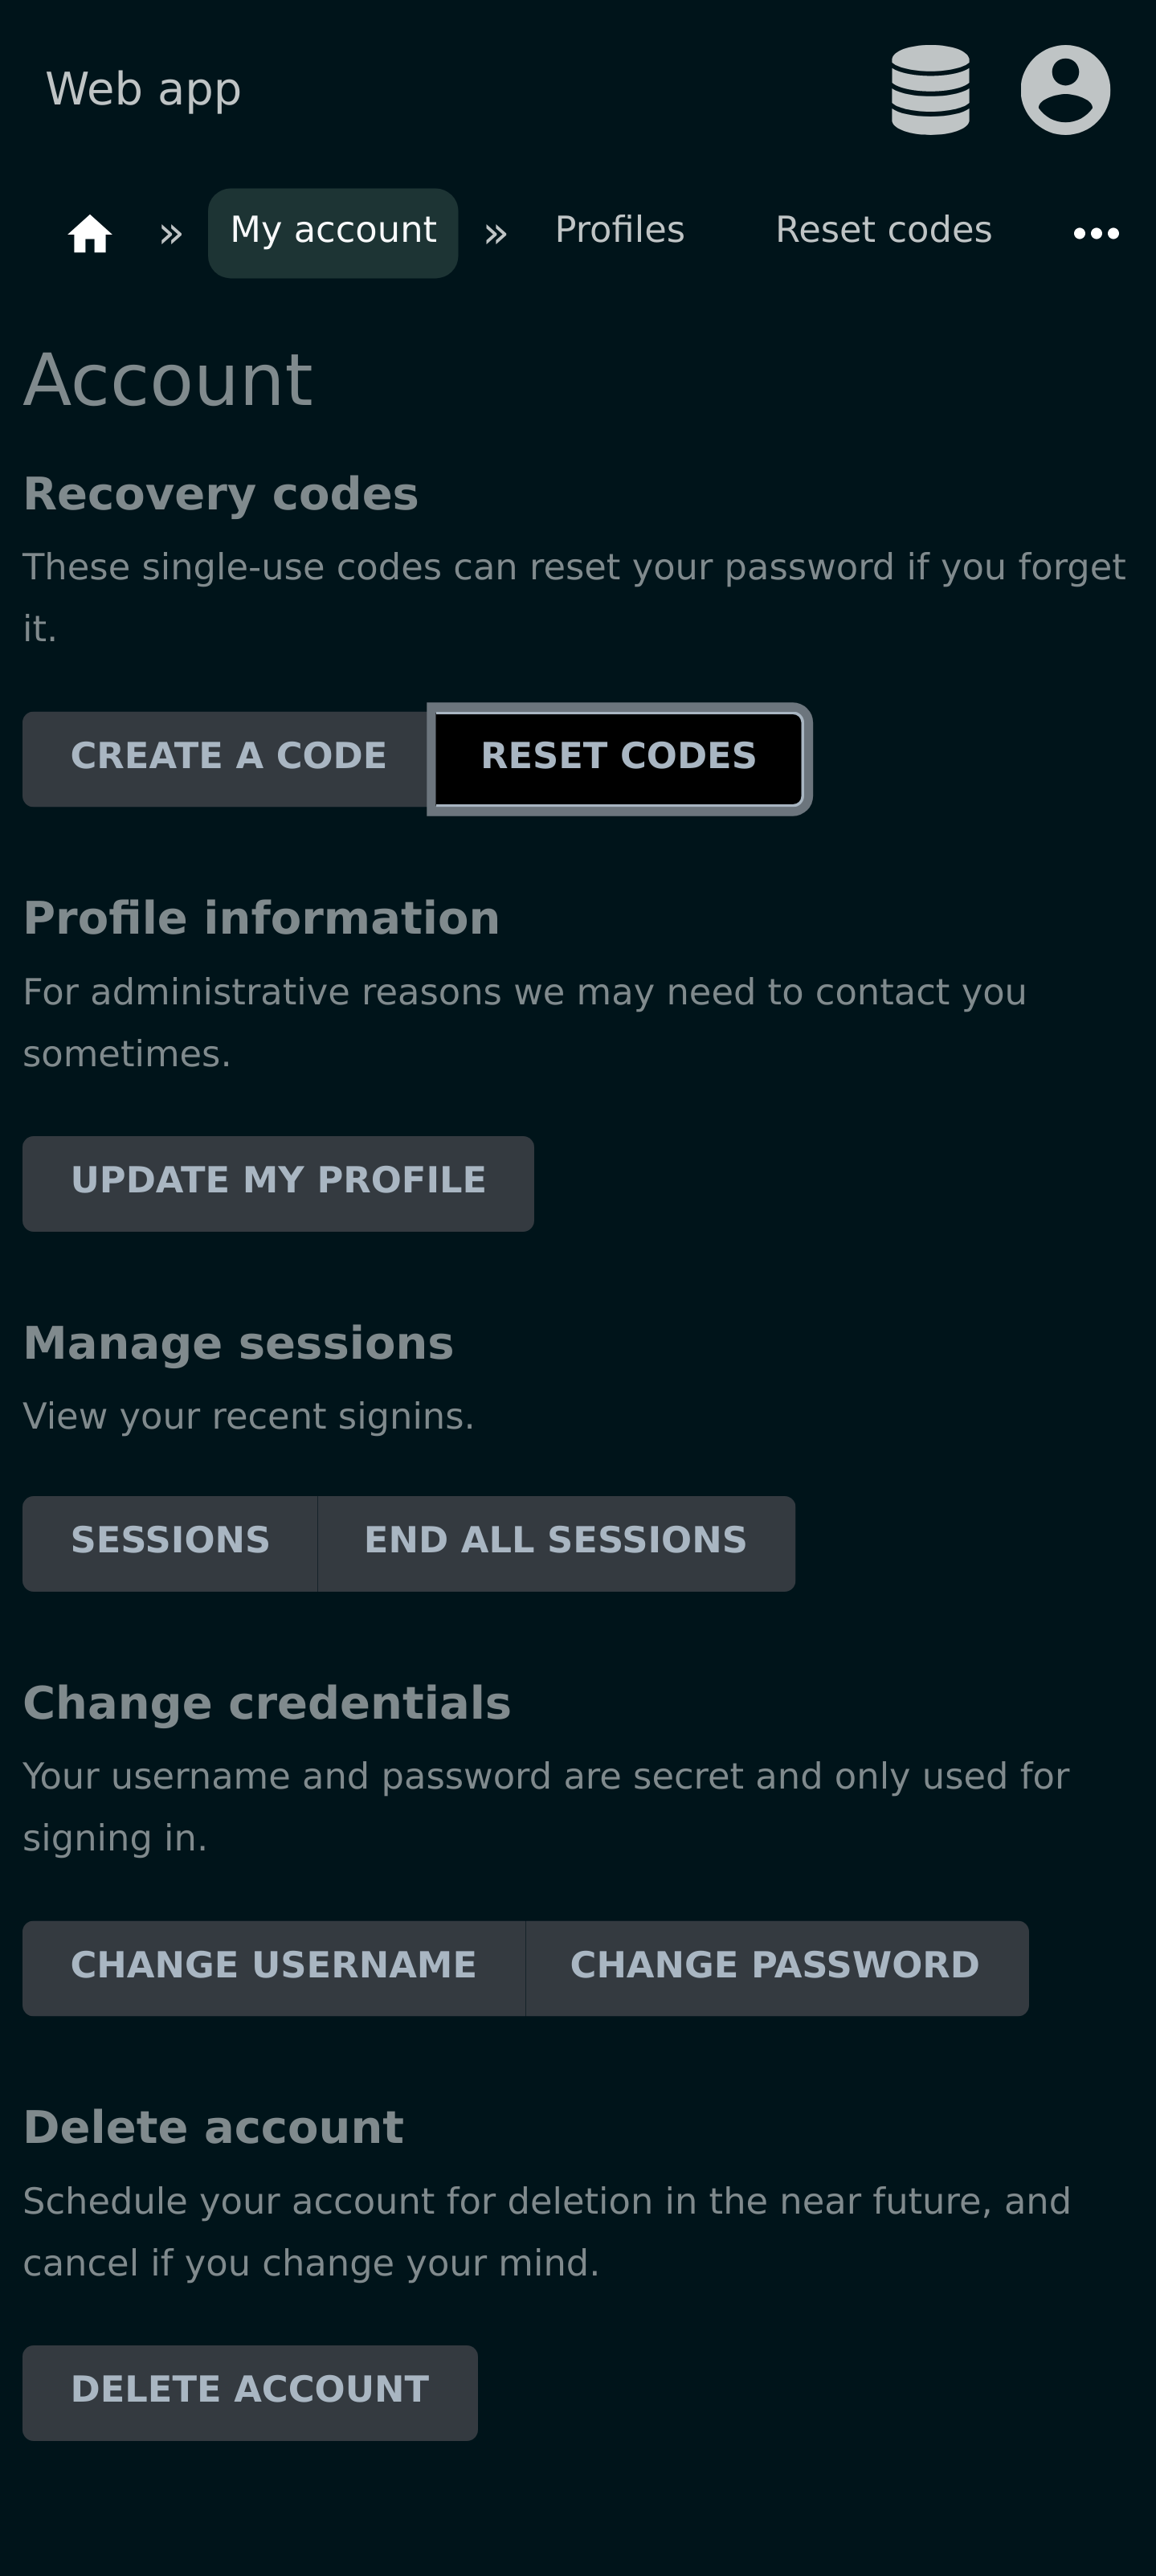 Web app
» My account » Profiles Reset codes
Account
Recovery codes
These single-use codes can reset your password if you forget
it.
CREATE A CODE RESET CODES
Profile information
For administrative reasons we may need to contact you
sometimes.
UPDATE MY PROFILE
Manage sessions
View your recent signins.
SESSIONS END ALL SESSIONS
Change credentials
Your username and password are secret and only used for
signing in.
CHANGE USERNAME CHANGE PASSWORD
Delete account
Schedule your account for deletion in the near future, and
cancel if you change your mind.
DELETE ACCOUNT